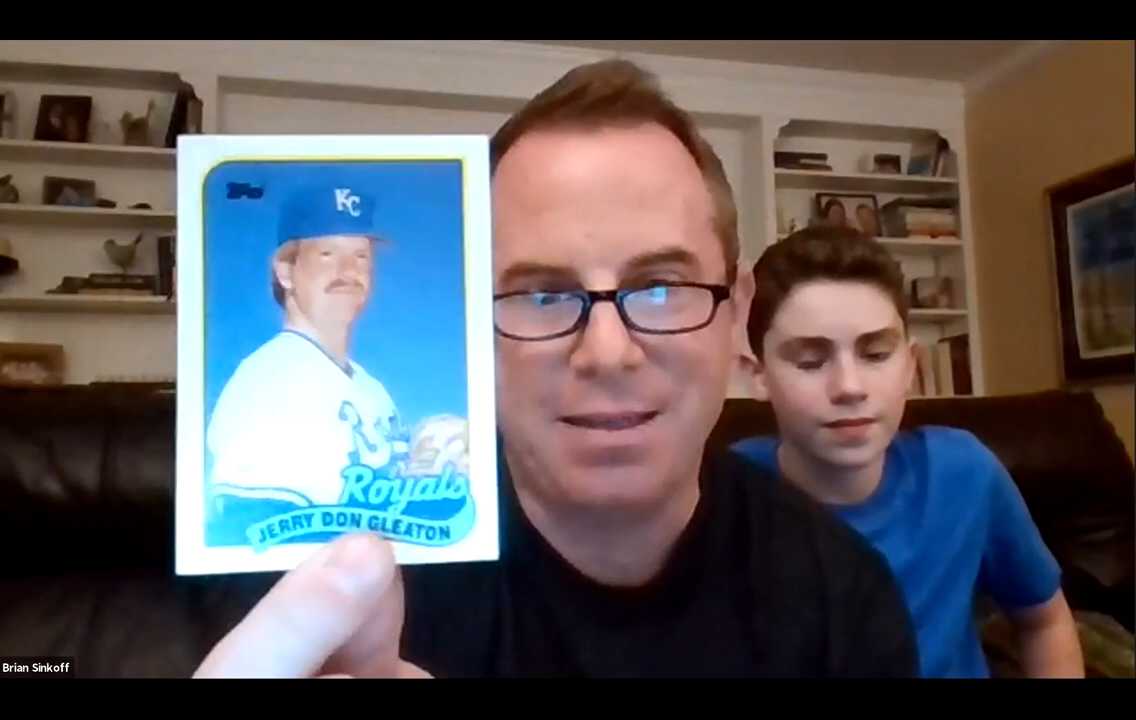 Topps
KC
Royals
JERRY DON GLEATON
Brian Sinkoff